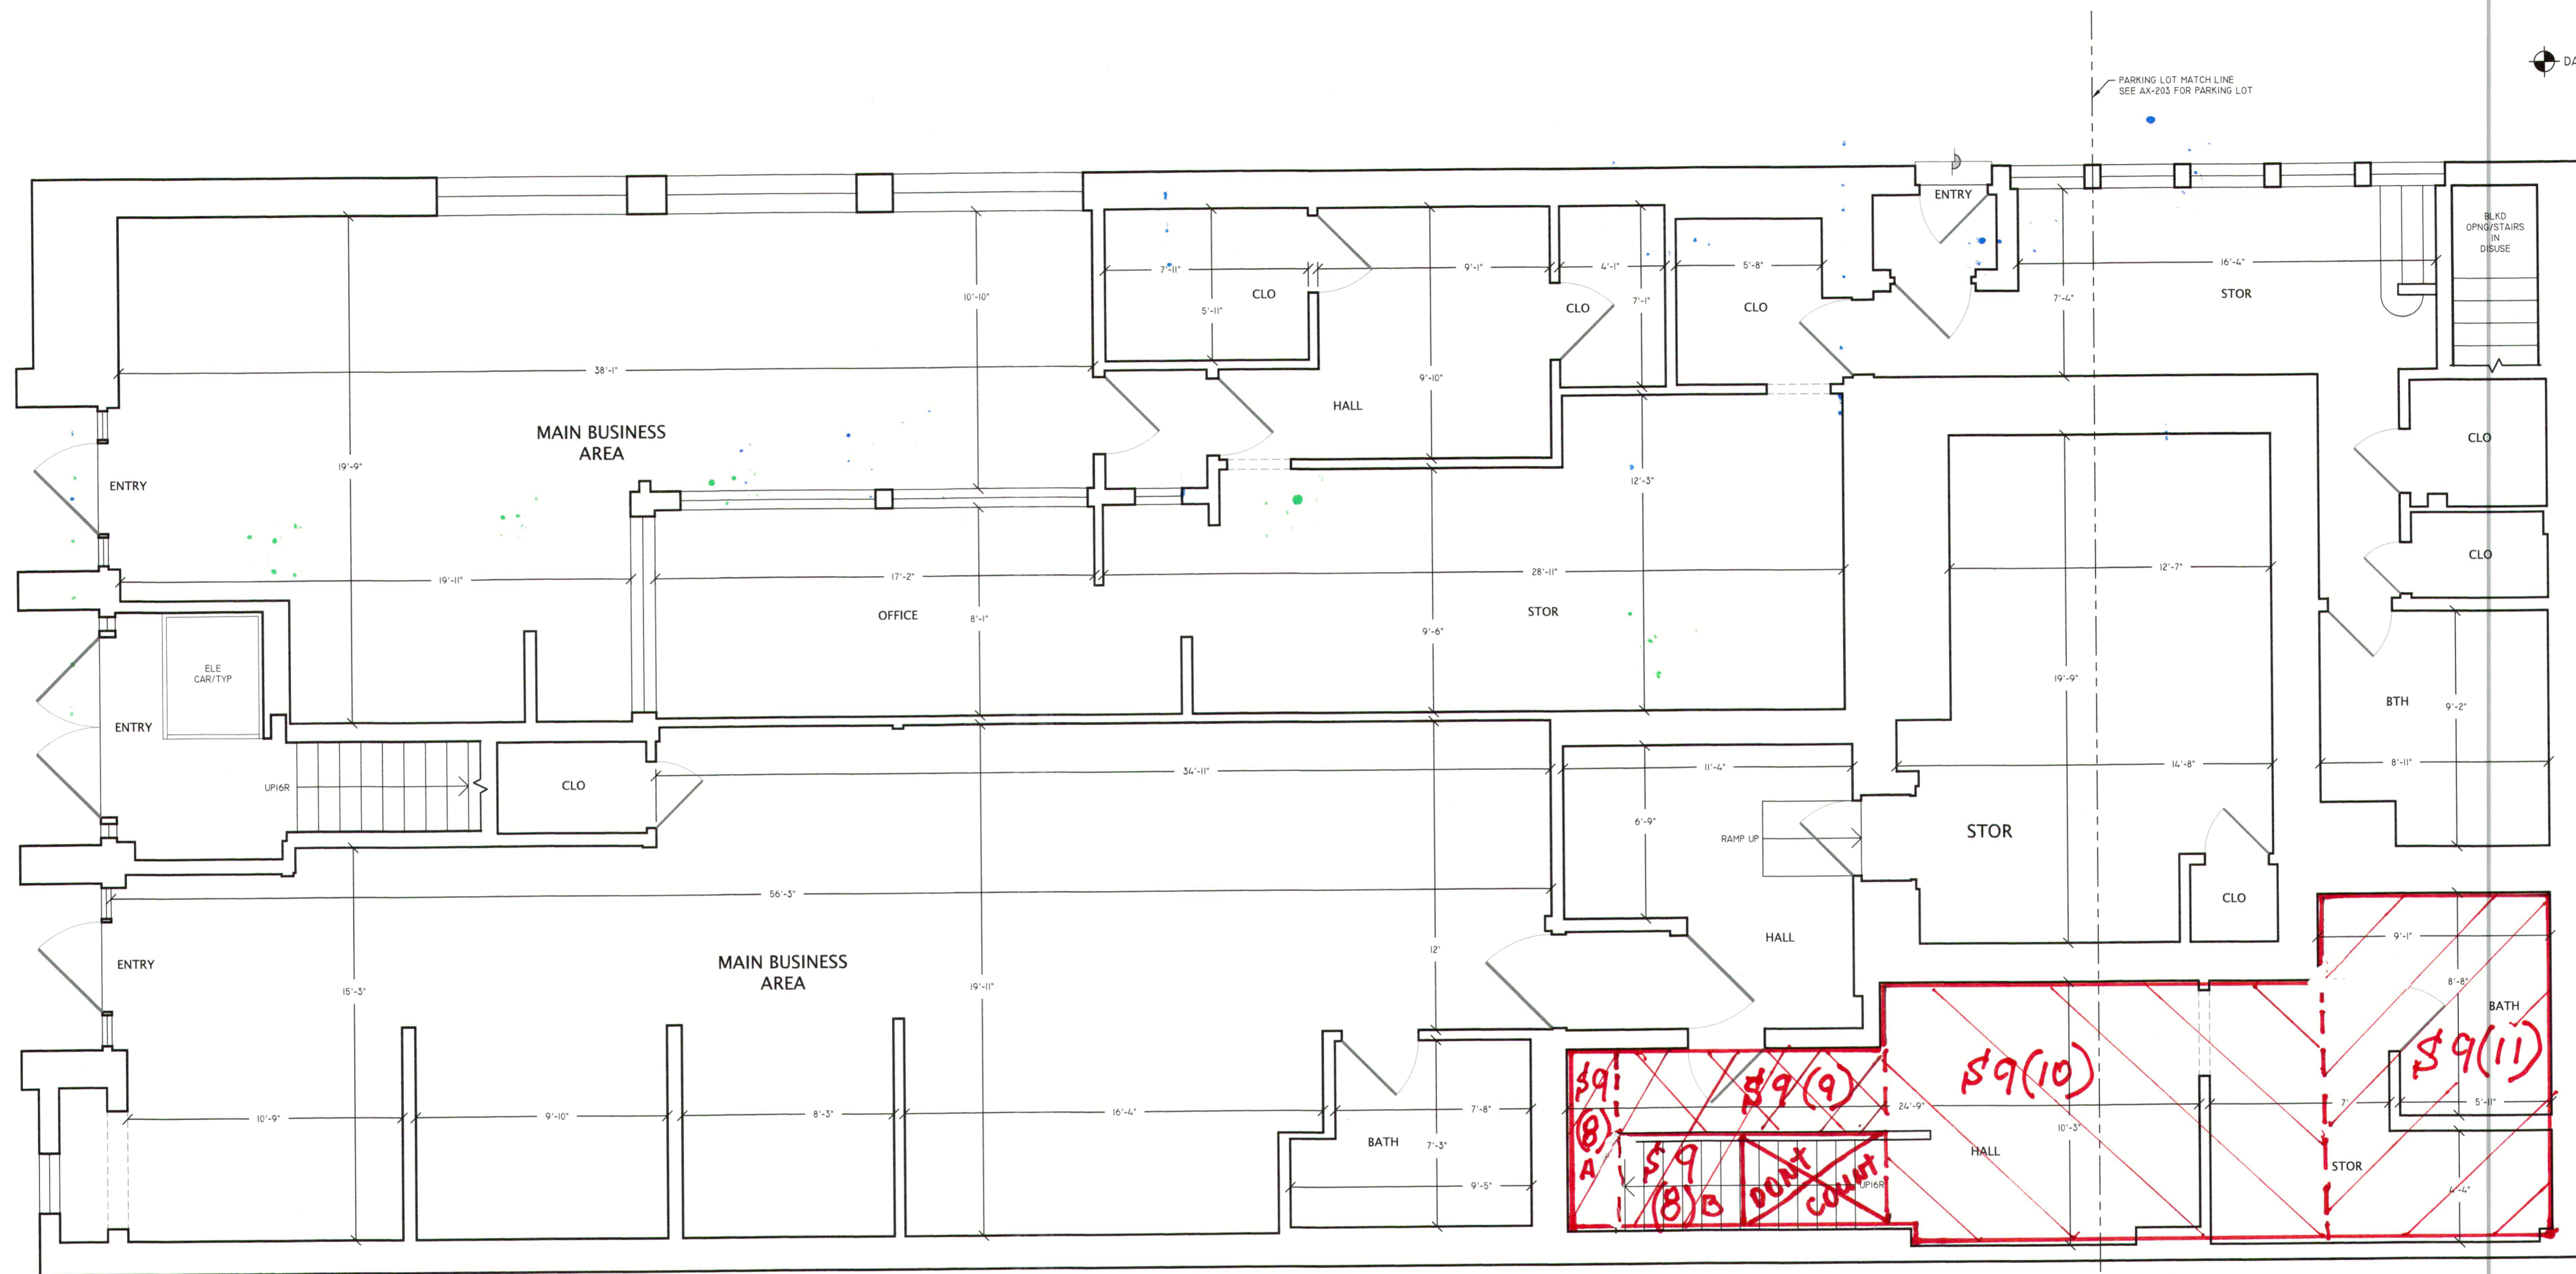 PARKING LOT MATCH LINE
SEE AX-203 FOR PARKING LOT
ENTRY
BLKD
OPNG/STAIRS
IN
DISUSE
7'-11"
9'-1"
4'-1"
5'-8"
16'-4"
CLO
STOR
10'-10"
7'-4"
7'-1"
5'-11"
CLO
CLO
38'-1"
9'-10"
HALL
MAIN BUSINESS
AREA
CLO
19'-9"
12'-3"
ENTRY
CLO
19'-11"
17'-2"
28'-11"
12'-7"
OFFICE
8'-1"
STOR
9'-6"
ELE
CAR/TYP
19'-9"
BTH
9'-2"
ENTRY
34'-11"
11'-4"
14'-8"
8'-11"
UP16R
CLO
6'-9"
RAMP UP
STOR
56'-3"
CLO
12'
HALL
9'-1"
ENTRY
MAIN BUSINESS
AREA
15'-3"
19'-11"
8'-8"
BATH
$9(11)
$9
(8)
A
$9(9)
$9(10)
10'-9"
9'-10"
8'-3"
16'-4"
7'-8"
24'-9"
7'
5'-11"
BATH
7'-3"
10'-3"
HALL
STOR
$9
(8)B
DON'T
COUNT
UP16R
9'-5"
4'-4"